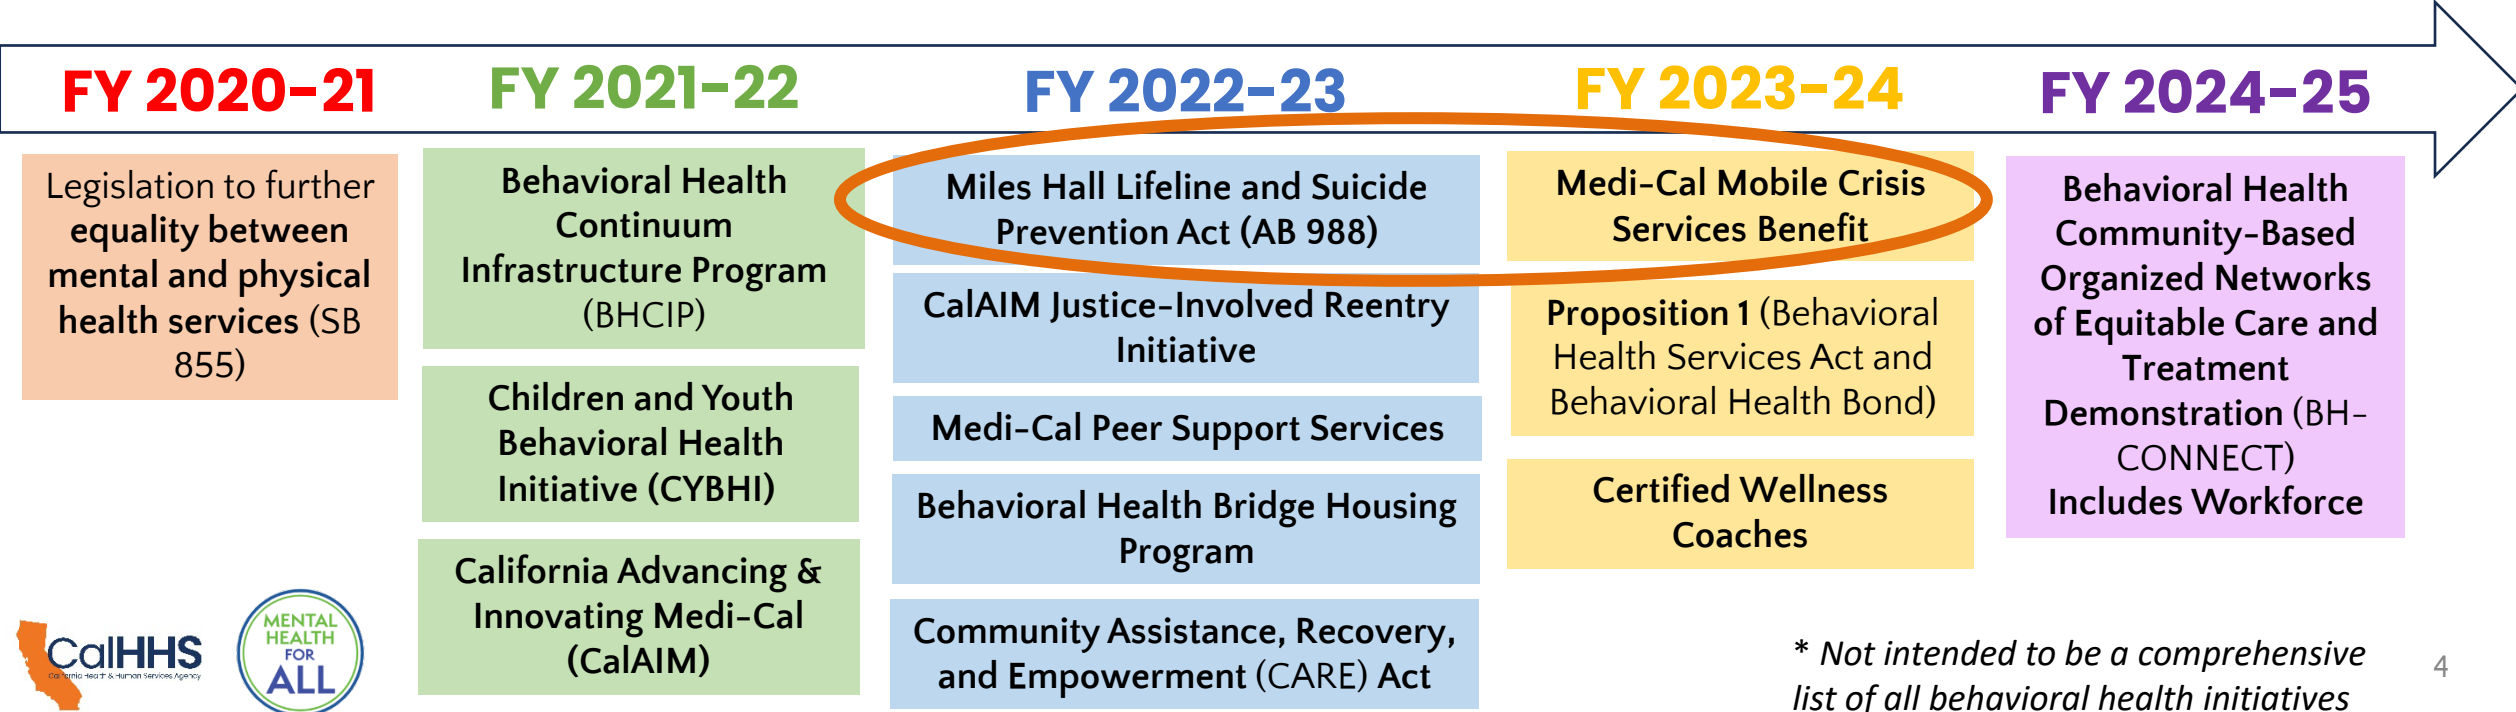 FY 2020-21
FY 2021-22
FY 2022-23
FY 2023-24
FY 2024-25
Legislation to further
equality between
mental and physical
health services (SB
855)
Behavioral Health
Continuum
Infrastructure Program
(BHCIP)
Children and Youth
Behavioral Health
Initiative (CYBHI)
California Advancing &
Innovating Medi-Cal
(CalAIM)
Miles Hall Lifeline and Suicide
Prevention Act (AB 988)
CalAIM Justice-Involved Reentry
Initiative
Medi-Cal Peer Support Services
Behavioral Health Bridge Housing
Program
Community Assistance, Recovery,
and Empowerment (CARE) Act
Medi-Cal Mobile Crisis
Services Benefit
Proposition 1 (Behavioral
Health Services Act and
Behavioral Health Bond)
Certified Wellness
Coaches
Behavioral Health
Community-Based
Organized Networks
of Equitable Care and
Treatment
Demonstration (BH-
CONNECT)
Includes Workforce
CalHHS
California Health & Human Services Agency
MENTAL
HEALTH
FOR
ALL
* Not intended to be a comprehensive
list of all behavioral health initiatives
4